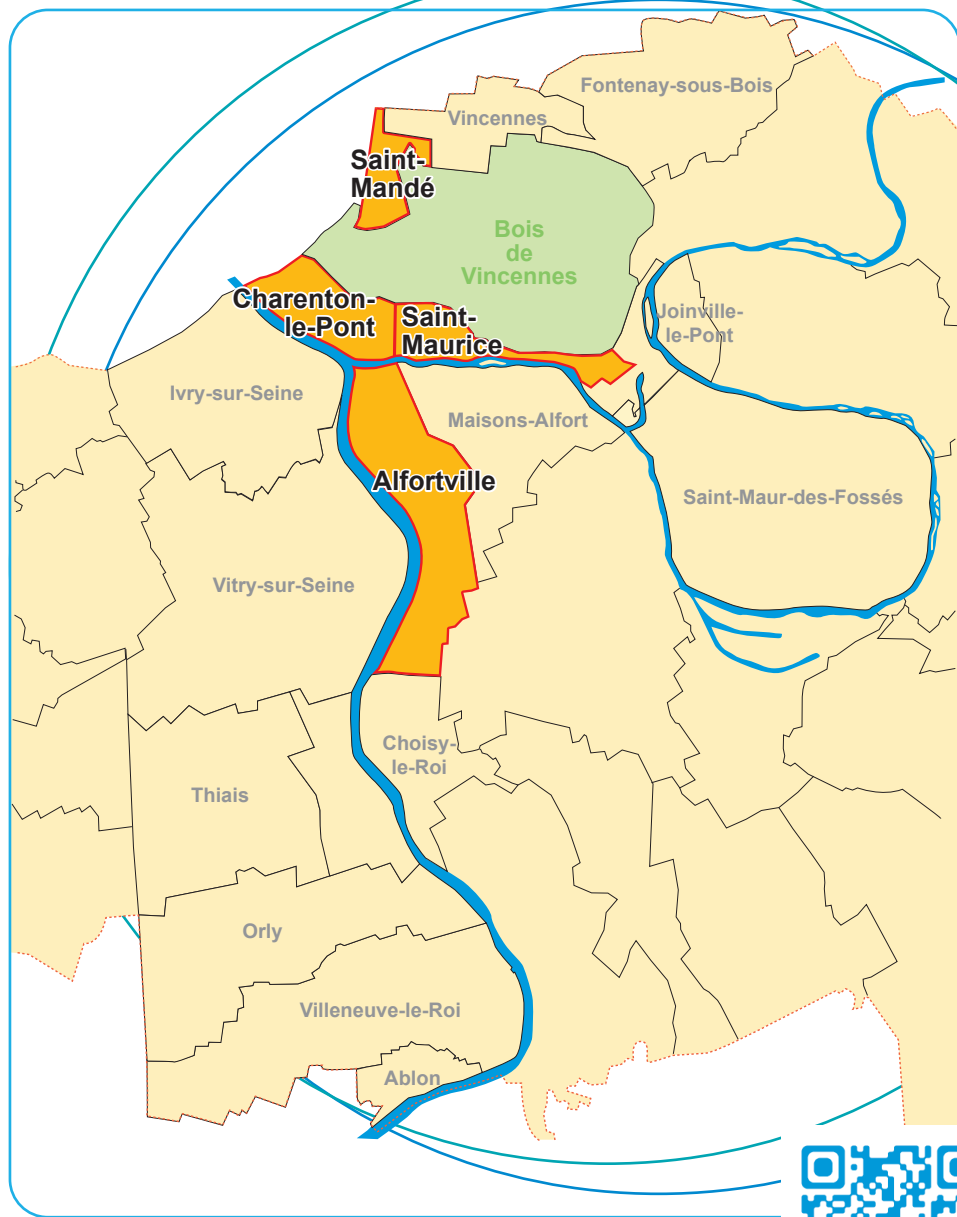 Fontenay-sous-Bois
Vincennes
Saint-
Mandé
Bois
de
Vincennes
Charenton-
le-Pont
Saint-
Maurice
Joinville-
le-Pont
Ivry-sur-Seine
Maisons-Alfort
Alfortville
Saint-Maur-des-Fossés
Vitry-sur-Seine
Choisy-
le-Roi
Thiais
Orly
Villeneuve-le-Roi
Ablon